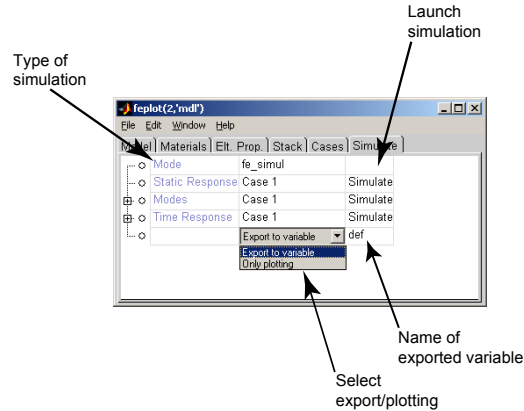 Launch
simulation
Type of
simulation
feplot(2,'mdl')
File Edit Window Help
Model Materials Elt. Prop. Stack Cases Simulate
Mode fe_simul
Static Response Case 1 Simulate
Modes Case 1 Simulate
Time Response Case 1 Simulate
Export to variable def
Export to variable
Only plotting
Name of
exported variable
Select
export/plotting